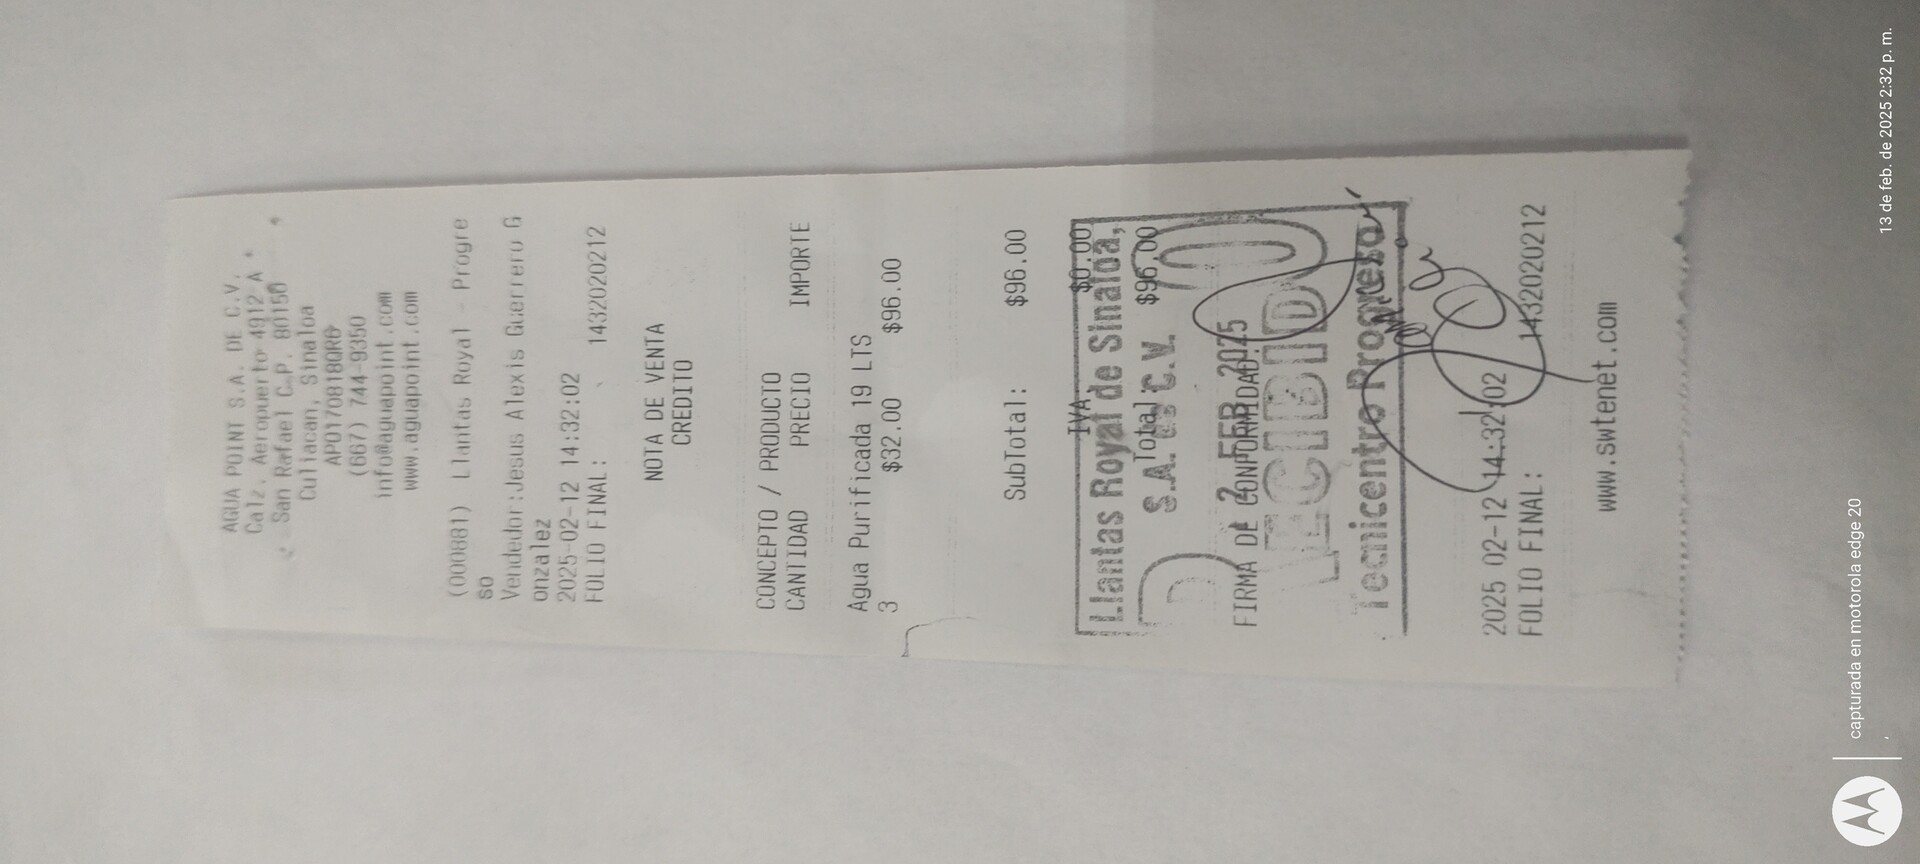 AGUA POINT S.A. DE C.V.
Calz. Aeropuerto 4912 A
San Rafael C.P. 80150
Culiacan, Sinaloa
APO170818QR6
(667) 744-9350
info@aguapoint.com
www.aguapoint.com
(000881) Llantas Royal - Progre
so
Vendedor:Jesus Alexis Guerrero G
onzalez
2025-02-12 14:32:02
FOLIO FINAL: 1432020212
NOTA DE VENTA
CREDITO
CONCEPTO / PRODUCTO
CANTIDAD PRECIO IMPORTE
Agua Purificada 19 LTS
3 $32.00 $96.00
SubTotal: $96.00
IVA $0.00
Llantas Royal de Sinaloa,
Total: $96.00
S.A. de C.V.
12 FEB 2025
FIRMA DE CONFORMIDAD:
RECIBIDO
Tecnicentro Progreso
2025 02-12 14:32:02
FOLIO FINAL: 1432020212
www.swtenet.com
capturada en motorola edge 20
13 de feb. de 2025 2:32 p. m.